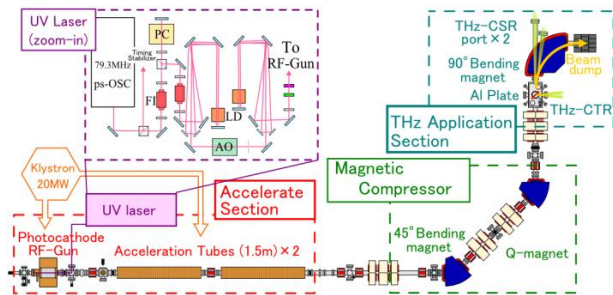 UV Laser
(zoom-in)
79.3MHz
ps-OSC
Timing
Stabilizer
PC
FI
LD
AO
To
RF-Gun
THz-CSR
port × 2
90° Bending
magnet
Beam
dump
Al Plate
THz-CTR
THz Application
Section
Magnetic
Compressor
Klystron
20MW
UV laser
Accelerate
Section
Photocathode
RF-Gun
Acceleration Tubes (1.5m) × 2
45° Bending
magnet
Q-magnet